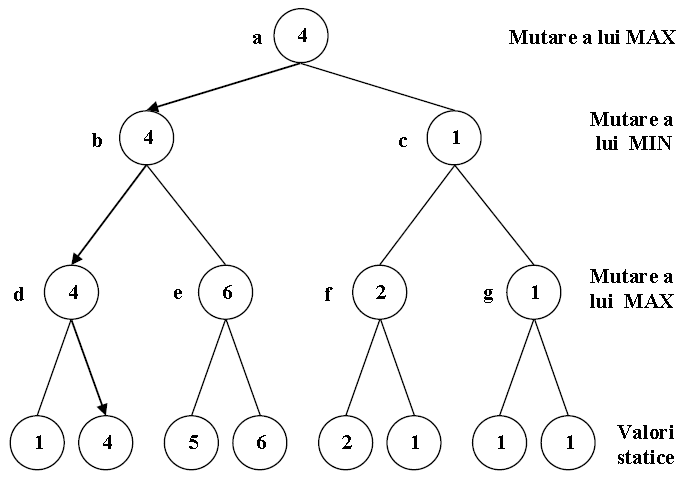 a 4 Mutare a lui MAX
b 4 c 1 Mutare a
lui MIN
d 4 e 6 f 2 g 1 Mutare a
lui MAX
1 4 5 6 2 1 1 1 Valori
statice